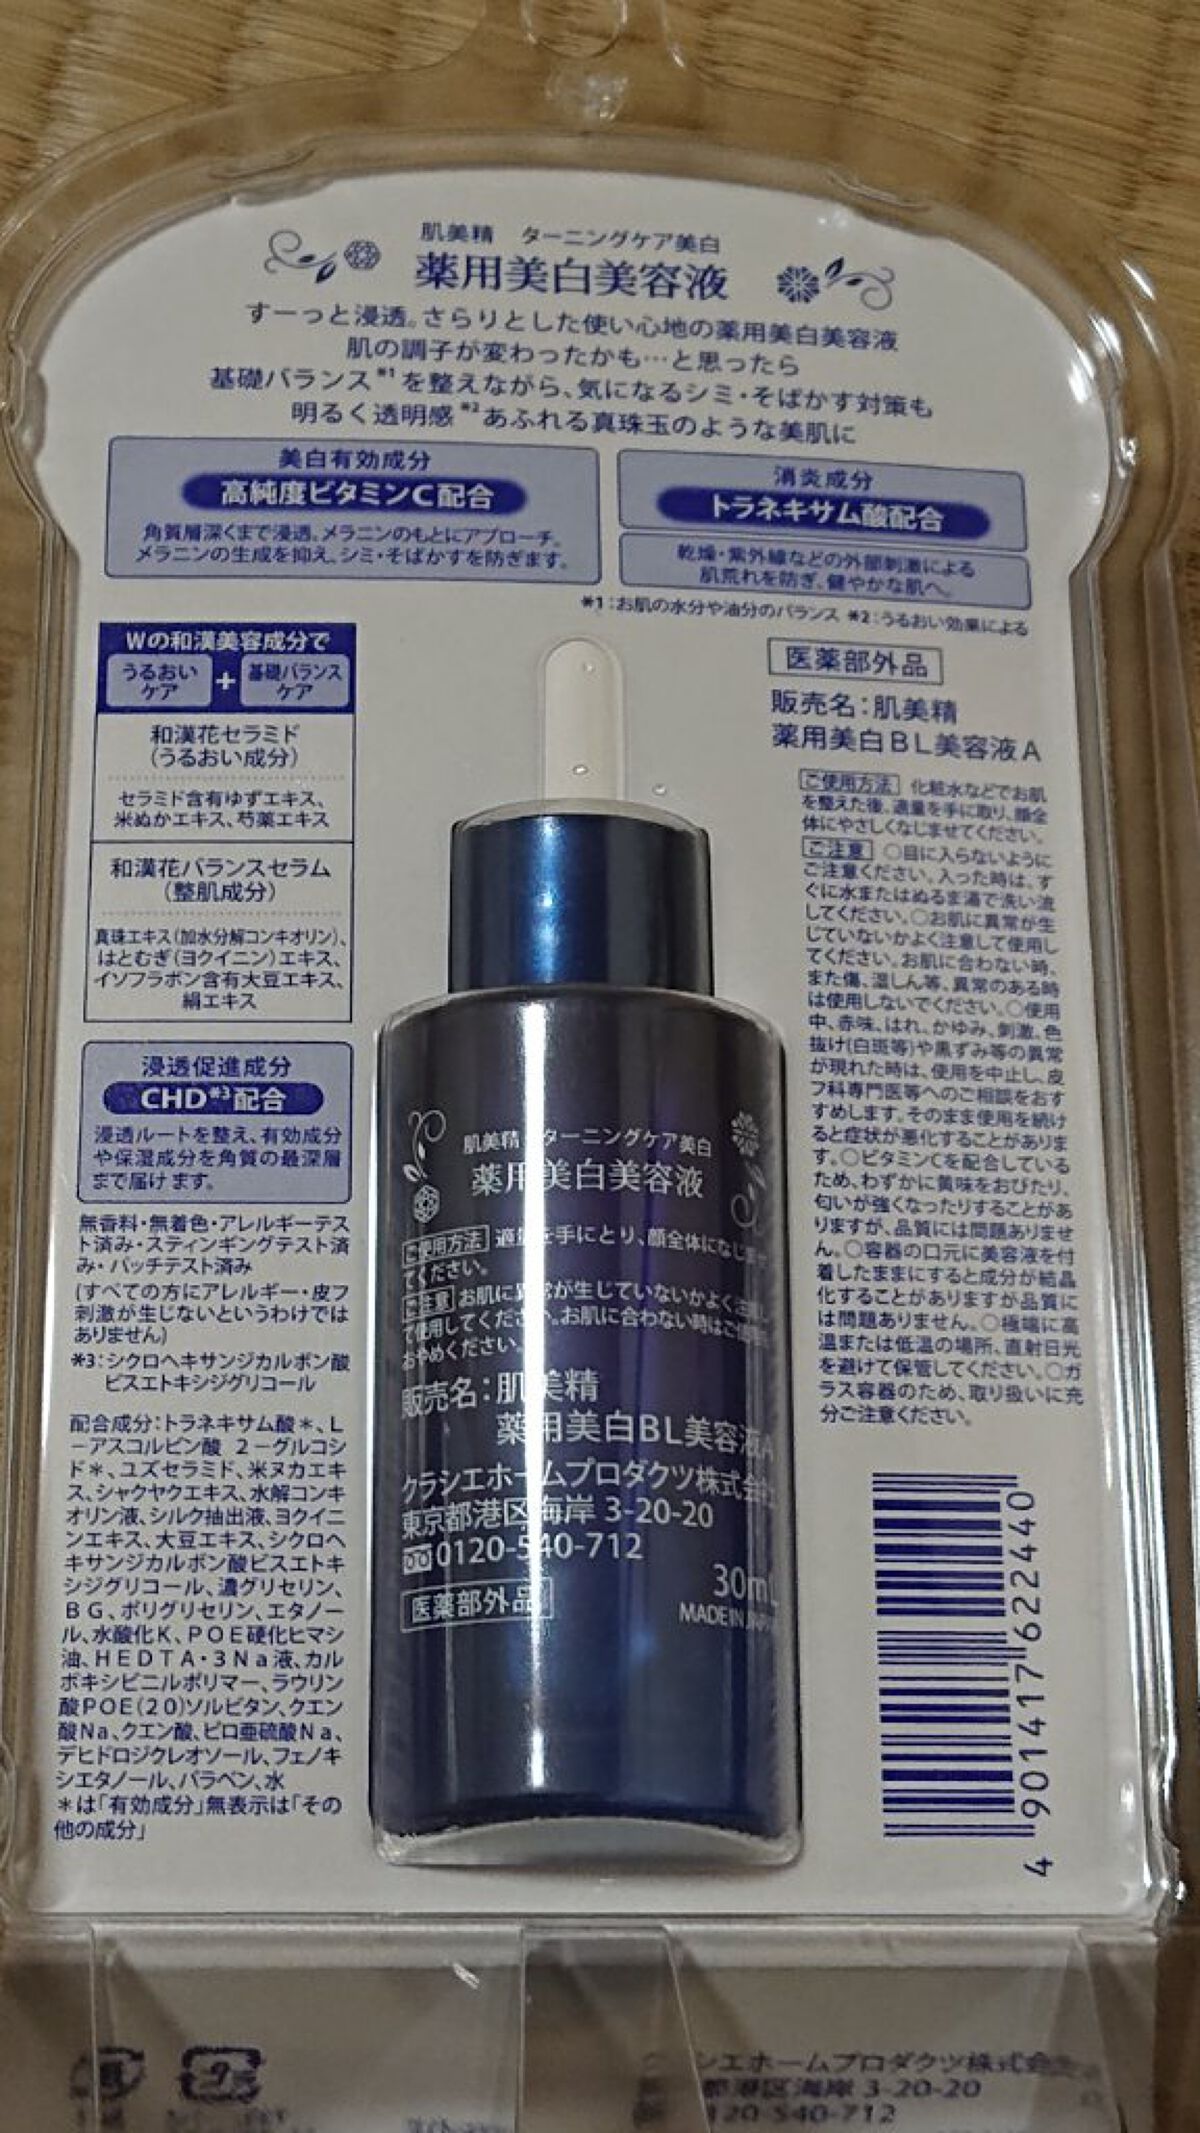 肌美精 ターニングケア美白
薬用美白美容液
すーっと浸透。さらりとした使い心地の薬用美白美容液
肌の調子が変わったかも…と思ったら
基礎バランス*1を整えながら、気になるシミ・そばかす対策も
明るく透明感*2あふれる真珠玉のような美肌に
美白有効成分
高純度ビタミンC配合
角質層深くまで浸透。メラニンのもとにアプローチ。
メラニンの生成を抑え、シミ・そばかすを防ぎます。
消炎成分
トラネキサム酸配合
乾燥・紫外線などの外部刺激による
肌荒れを防ぎ、健やかな肌へ。
*1:お肌の水分や油分のバランス *2:うるおい効果による
Wの和漢美容成分で
うるおい
ケア
+
基礎バランス
ケア
和漢花セラミド
(うるおい成分)
セラミド含有ゆずエキス、
米ぬかエキス、芍薬エキス
和漢花バランスセラム
(整肌成分)
真珠エキス(加水分解コンキオリン)、
はとむぎ(ヨクイニン)エキス、
イソフラボン含有大豆エキス、
絹エキス
浸透促進成分
CHD*3配合
浸透ルートを整え、有効成分
や保湿成分を角質の最深層
まで届けます。
無香料・無着色・アレルギーテス
ト済み・スティンギングテスト済
み・パッチテスト済み
(すべての方にアレルギー・皮フ
刺激が生じないというわけでは
ありません)
*3:シクロヘキサンジカルボン酸
ビスエトキシジグリコール
配合成分:トラネキサム酸*、L
-アスコルビン酸 2-グルコシ
ド*、ユズセラミド、米ヌカエキ
ス、シャクヤクエキス、水解コンキ
オリン液、シルク抽出液、ヨクイニ
ンエキス、大豆エキス、シクロヘ
キサンジカルボン酸ビスエトキ
シジグリコール、濃グリセリン、
BG、ポリグリセリン、エタノー
ル、水酸化K、POE硬化ヒマシ
油、HEDTA・3Na液、カル
ボキシビニルポリマー、ラウリン
酸POE(20)ソルビタン、クエン
酸Na、クエン酸、ピロ亜硫酸Na、
デヒドロジクレオソール、フェノキ
シエタノール、パラベン、水
*は「有効成分」無表示は「その
他の成分」
医薬部外品
販売名:肌美精
薬用美白BL美容液A
ご使用方法 化粧水などでお肌
を整えた後、適量を手に取り、顔全
体にやさしくなじませてください。
ご注意 ○目に入らないように
ご注意ください。入った時は、す
ぐに水またはぬるま湯で洗い流
してください。○お肌に異常が生
じていないかよく注意して使用し
てください。お肌に合わない時、
また傷、湿しん等、異常のある時
は使用しないでください。○使用
中、赤味、はれ、かゆみ、刺激、色
抜け(白斑等)や黒ずみ等の異常
が現れた時は、使用を中止し、皮
フ科専門医等へのご相談をおす
すめします。そのまま使用を続け
ると症状が悪化することがありま
す。○ビタミンCを配合している
ため、わずかに黄味をおびたり、
匂いが強くなったりすることがあ
りますが、品質には問題ありませ
ん。○容器の口元に美容液を付
着したままにすると成分が結晶
化することがありますが品質に
は問題ありません。○極端に高
温または低温の場所、直射日光
を避けて保管してください。○ガ
ラス容器のため、取り扱いに充
分ご注意ください。
肌美精 ターニングケア美白
薬用美白美容液
ご使用方法 適量を手にとり、顔全体になじませ
てください。
ご注意 お肌に異常が生じていないかよく注意し
て使用してください。お肌に合わない時はご使用を
おやめください。
販売名:肌美精
薬用美白BL美容液A
クラシエホームプロダクツ株式会社
東京都港区海岸 3-20-20
0120-540-712
医薬部外品
30mL
MADE IN JAPAN
4 901417 622440
シエホームプロダクツ株式会社
都港区海岸 3-20-20
120-540-712